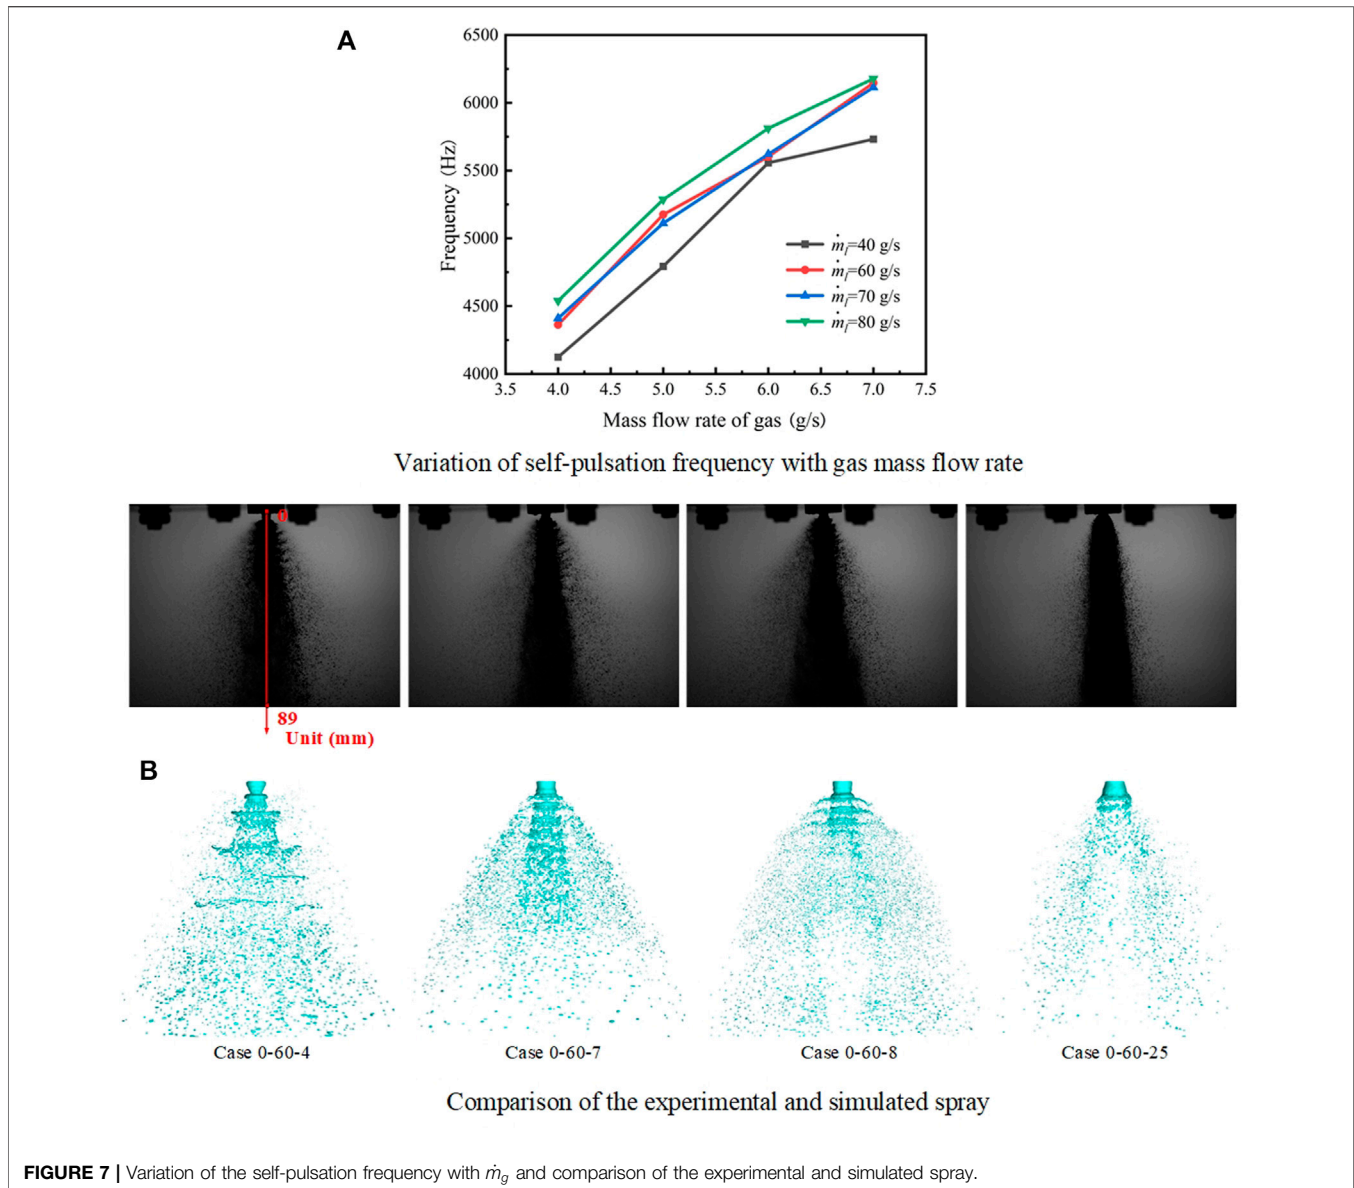 A
6500
6000
5500
5000
4500
4000
Frequency (Hz)
ṁl=40 g/s
ṁl=60 g/s
ṁl=70 g/s
ṁl=80 g/s
3.5 4.0 4.5 5.0 5.5 6.0 6.5 7.0 7.5
Mass flow rate of gas (g/s)
Variation of self-pulsation frequency with gas mass flow rate
0
89
Unit (mm)
B
Case 0-60-4 Case 0-60-7 Case 0-60-8 Case 0-60-25
Comparison of the experimental and simulated spray
FIGURE 7 | Variation of the self-pulsation frequency with ṁg and comparison of the experimental and simulated spray.